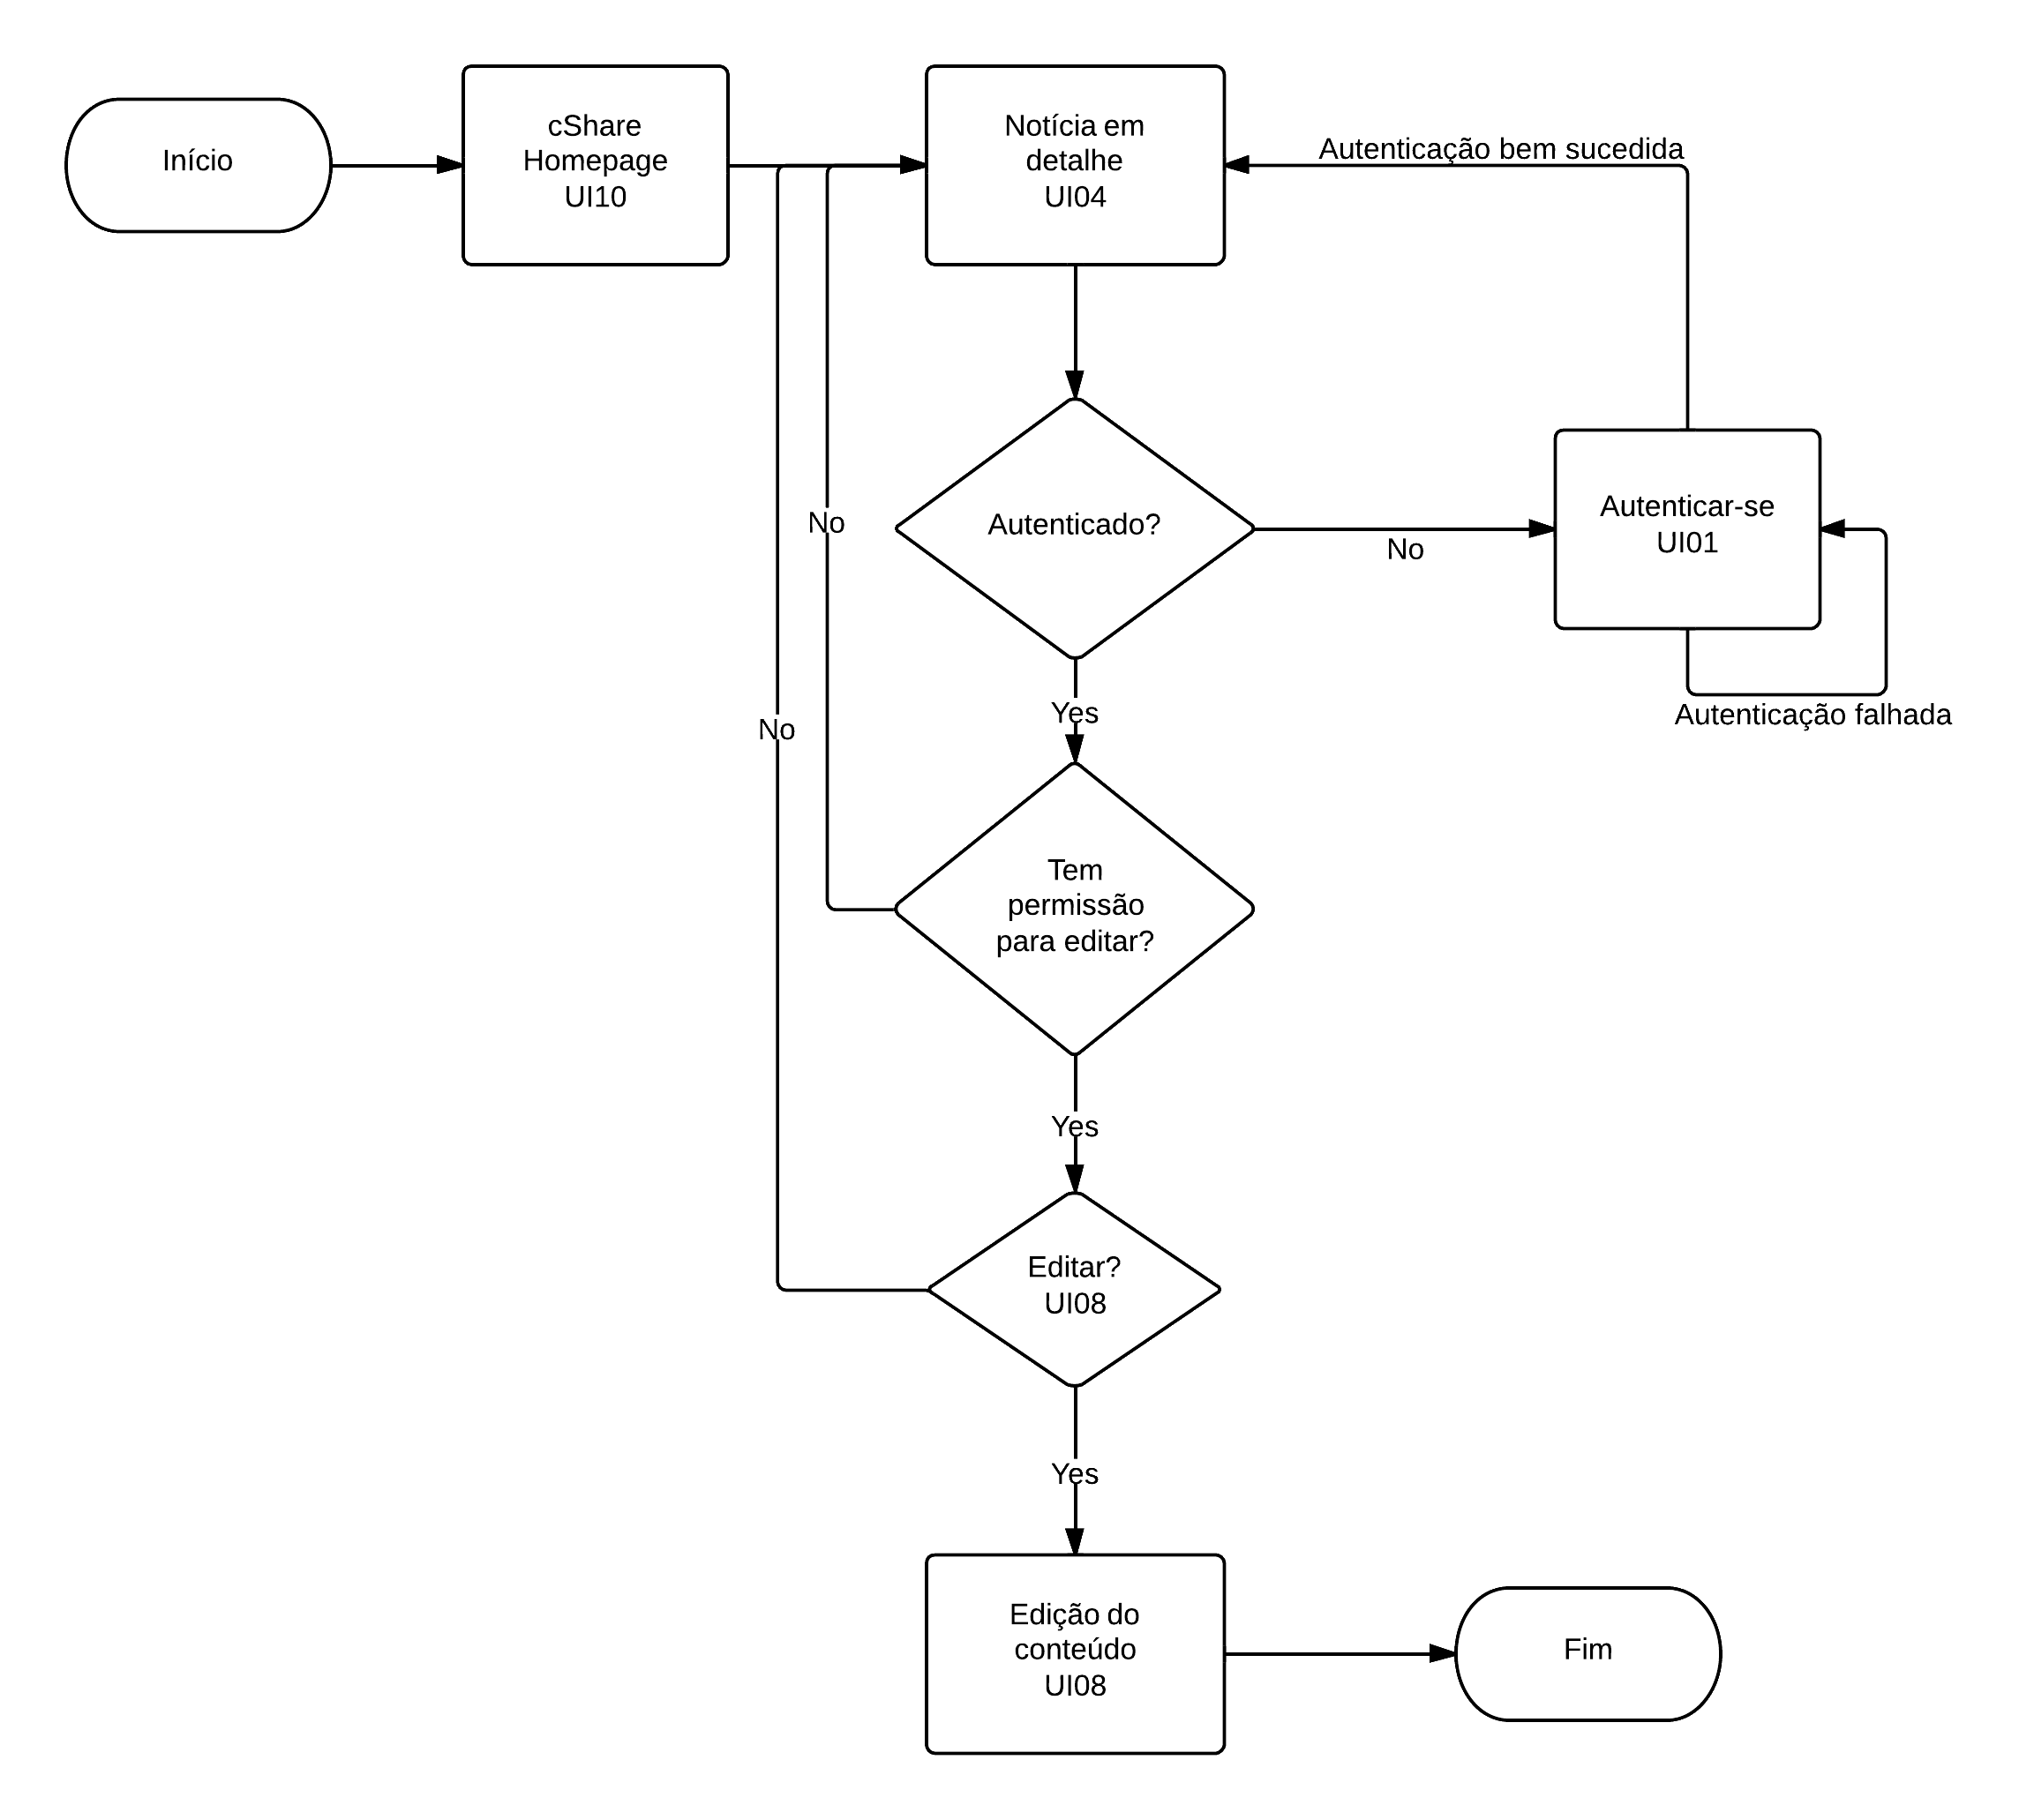 Início
cShare
Homepage
UI10
Notícia em
detalhe
UI04
Autenticação bem sucedida
Autenticado?
No
Autenticar-se
UI01
Autenticação falhada
No
Yes
No
Tem
permissão
para editar?
Yes
Editar?
UI08
Yes
Edição do
conteúdo
UI08
Fim